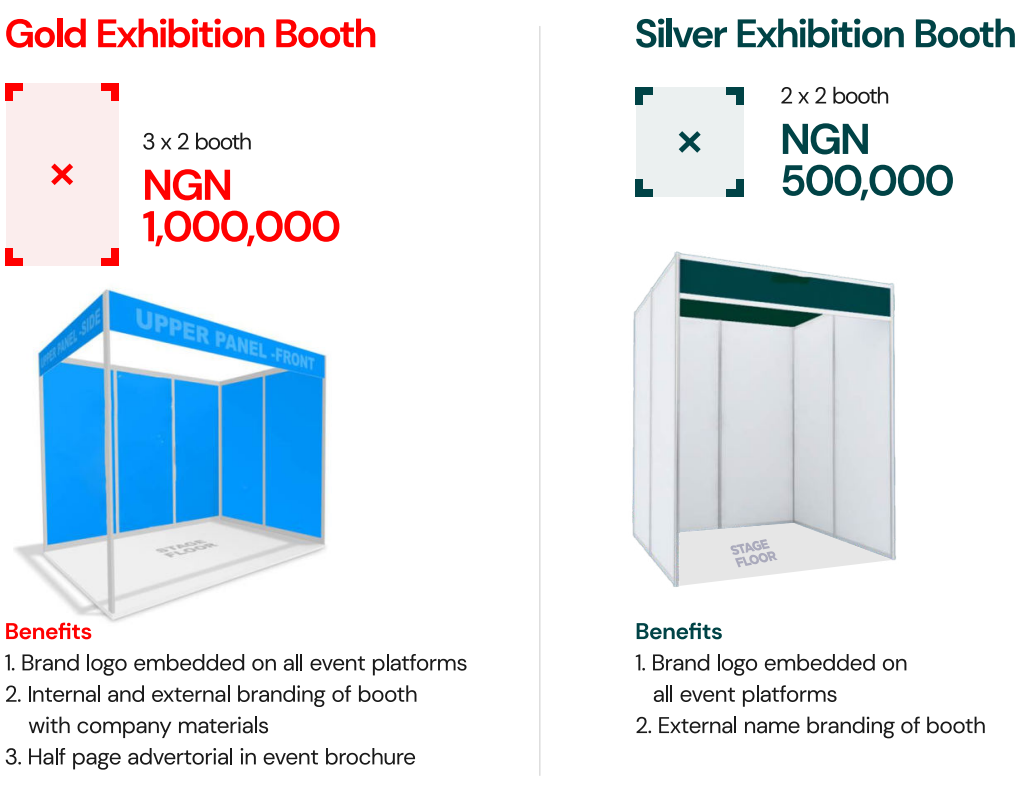 Gold Exhibition Booth
3 x 2 booth
NGN
1,000,000
UPPER PANEL -SIDE
UPPER PANEL -FRONT
STAGE
FLOOR
Benefits
1. Brand logo embedded on all event platforms
2. Internal and external branding of booth
with company materials
3. Half page advertorial in event brochure
Silver Exhibition Booth
2 x 2 booth
NGN
500,000
STAGE
FLOOR
Benefits
1. Brand logo embedded on
all event platforms
2. External name branding of booth